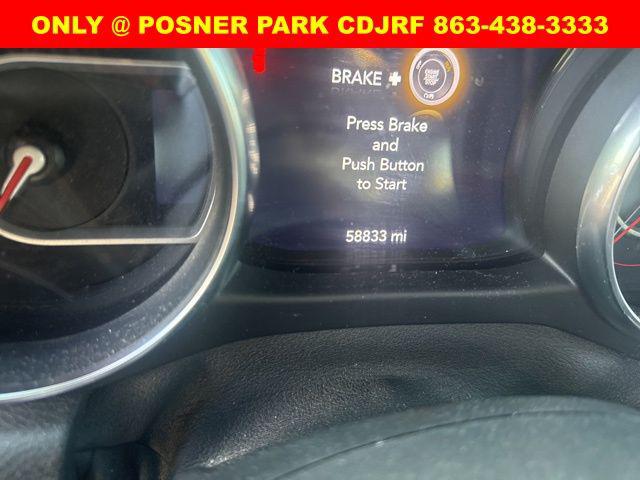 ONLY @ POSNER PARK CDJRF 863-438-3333
BRAKE +
Press Brake
and
Push Button
to Start
58833 mi